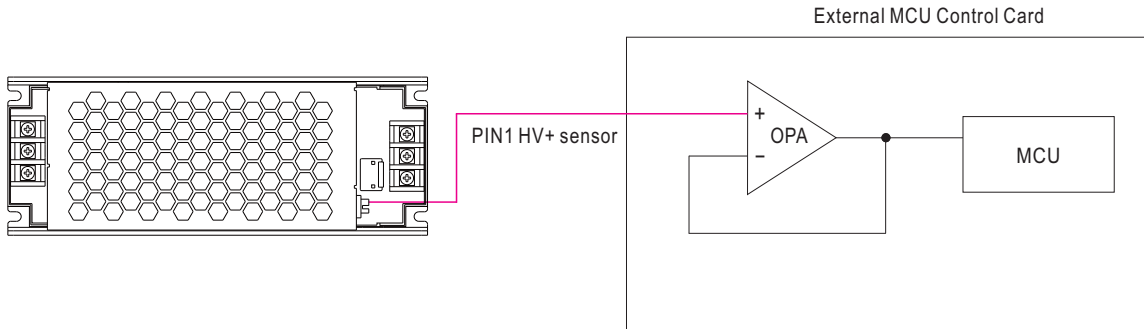 External MCU Control Card
+
PIN1 HV+ sensor
OPA
MCU
−